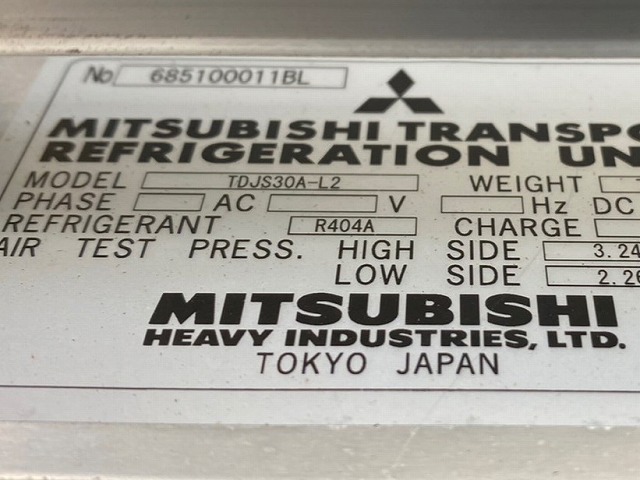 No 685100011BL
MITSUBISHI TRANSPO
REFRIGERATION UN
MODEL TDJS30A-L2 WEIGHT
PHASE AC V Hz DC
REFRIGERANT R404A CHARGE
AIR TEST PRESS. HIGH SIDE 3.24
LOW SIDE 2.26
MITSUBISHI
HEAVY INDUSTRIES, LTD.
TOKYO JAPAN